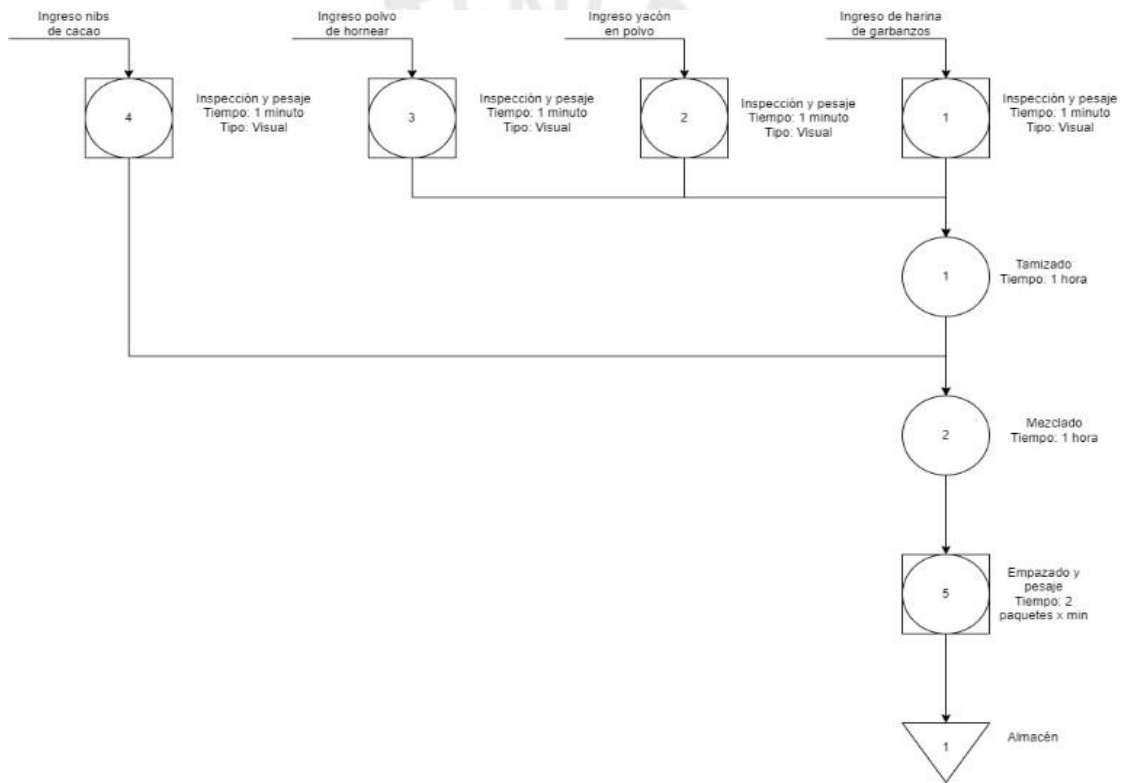 Ingreso nibs
de cacao
Ingreso polvo
de hornear
Ingreso yacón
en polvo
Ingreso de harina
de garbanzos
4
Inspección y pesaje
Tiempo: 1 minuto
Tipo: Visual
3
Inspección y pesaje
Tiempo: 1 minuto
Tipo: Visual
2
Inspección y pesaje
Tiempo: 1 minuto
Tipo: Visual
1
Inspección y pesaje
Tiempo: 1 minuto
Tipo: Visual
1
Tamizado
Tiempo: 1 hora
2
Mezclado
Tiempo: 1 hora
5
Empazado y
pesaje
Tiempo: 2
paquetes x min
1
Almacén